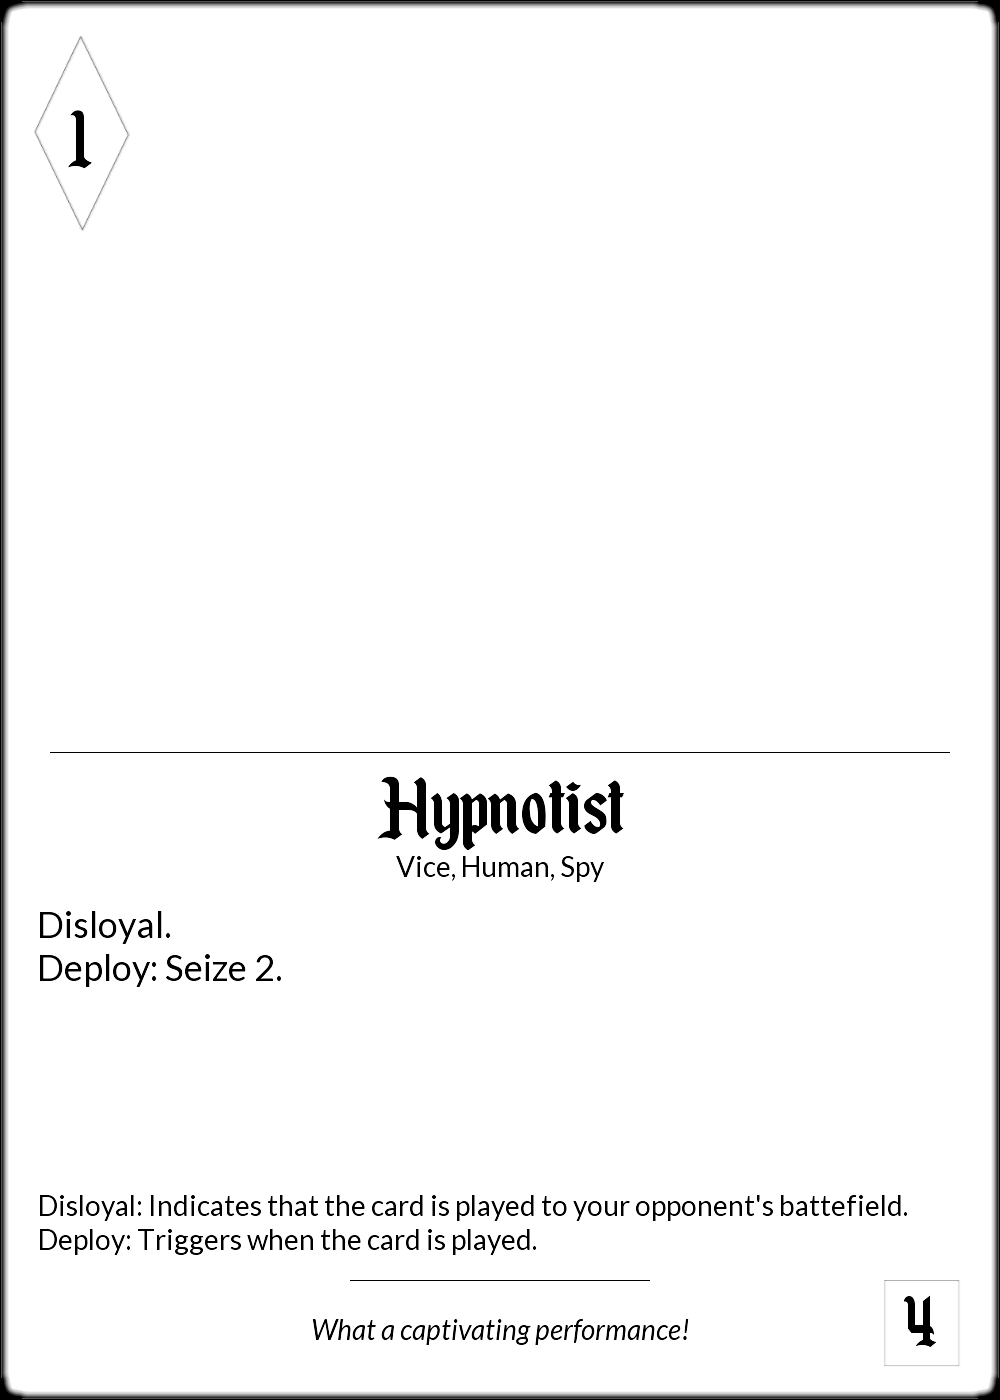 1
Hypnotist
Vice, Human, Spy
Disloyal.
Deploy: Seize 2.
Disloyal: Indicates that the card is played to your opponent's battefield.
Deploy: Triggers when the card is played.
What a captivating performance!
4